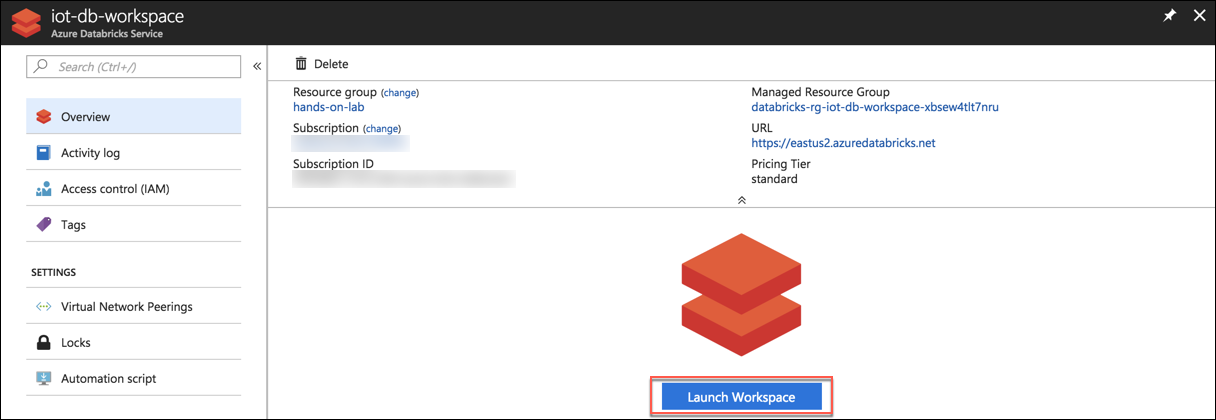 iot-db-workspace
Azure Databricks Service
Search (Ctrl+/)
Overview
Activity log
Access control (IAM)
Tags
SETTINGS
Virtual Network Peerings
Locks
Automation script
Delete
Resource group (change)
hands-on-lab
Subscription (change)
Subscription ID
Managed Resource Group
databricks-rg-iot-db-workspace-xbsew4tlt7nru
URL
https://eastus2.azuredatabricks.net
Pricing Tier
standard
Launch Workspace